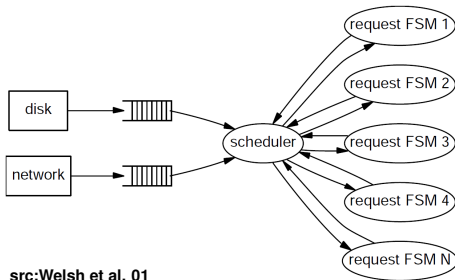 request FSM 1
disk
request FSM 2
scheduler
request FSM 3
network
request FSM 4
request FSM N
src:Welsh et al. 01